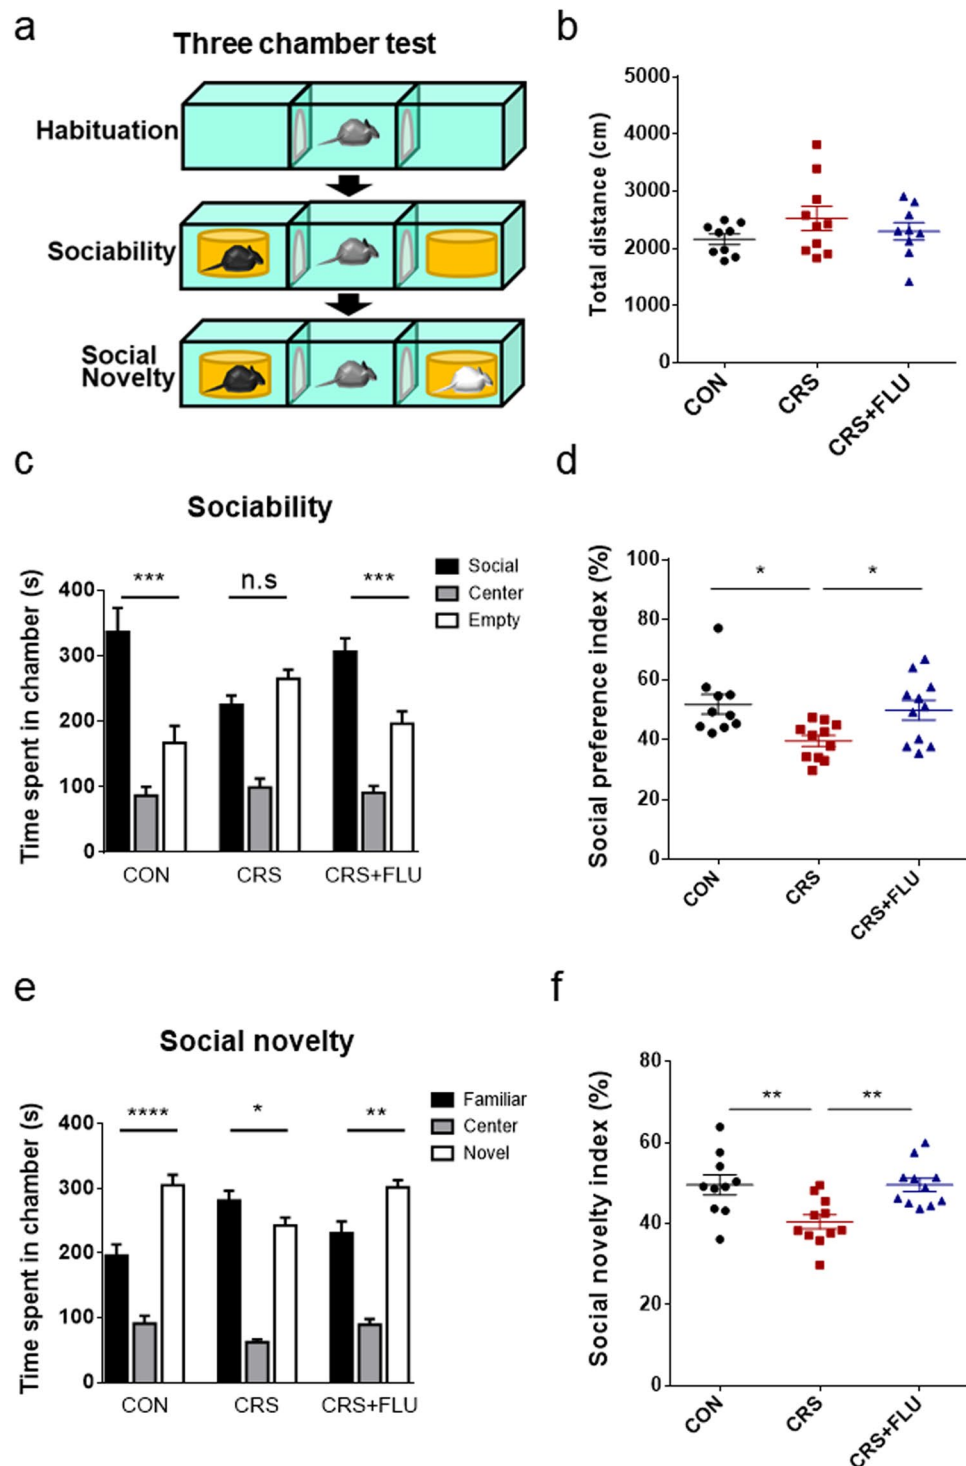 a
Three chamber test
Habituation
Sociability
Social
Novelty
b
Total distance (cm)
5000
4000
3000
2000
1000
0
CON
CRS
CRS+FLU
c
Sociability
Time spent in chamber (s)
400
300
200
100
0
***
n.s
***
Social
Center
Empty
CON
CRS
CRS+FLU
d
Social preference index (%)
100
80
60
40
20
0
*
*
CON
CRS
CRS+FLU
e
Social novelty
Time spent in chamber (s)
400
300
200
100
0
****
*
**
Familiar
Center
Novel
CON
CRS
CRS+FLU
f
Social novelty index (%)
80
60
40
20
0
**
**
CON
CRS
CRS+FLU